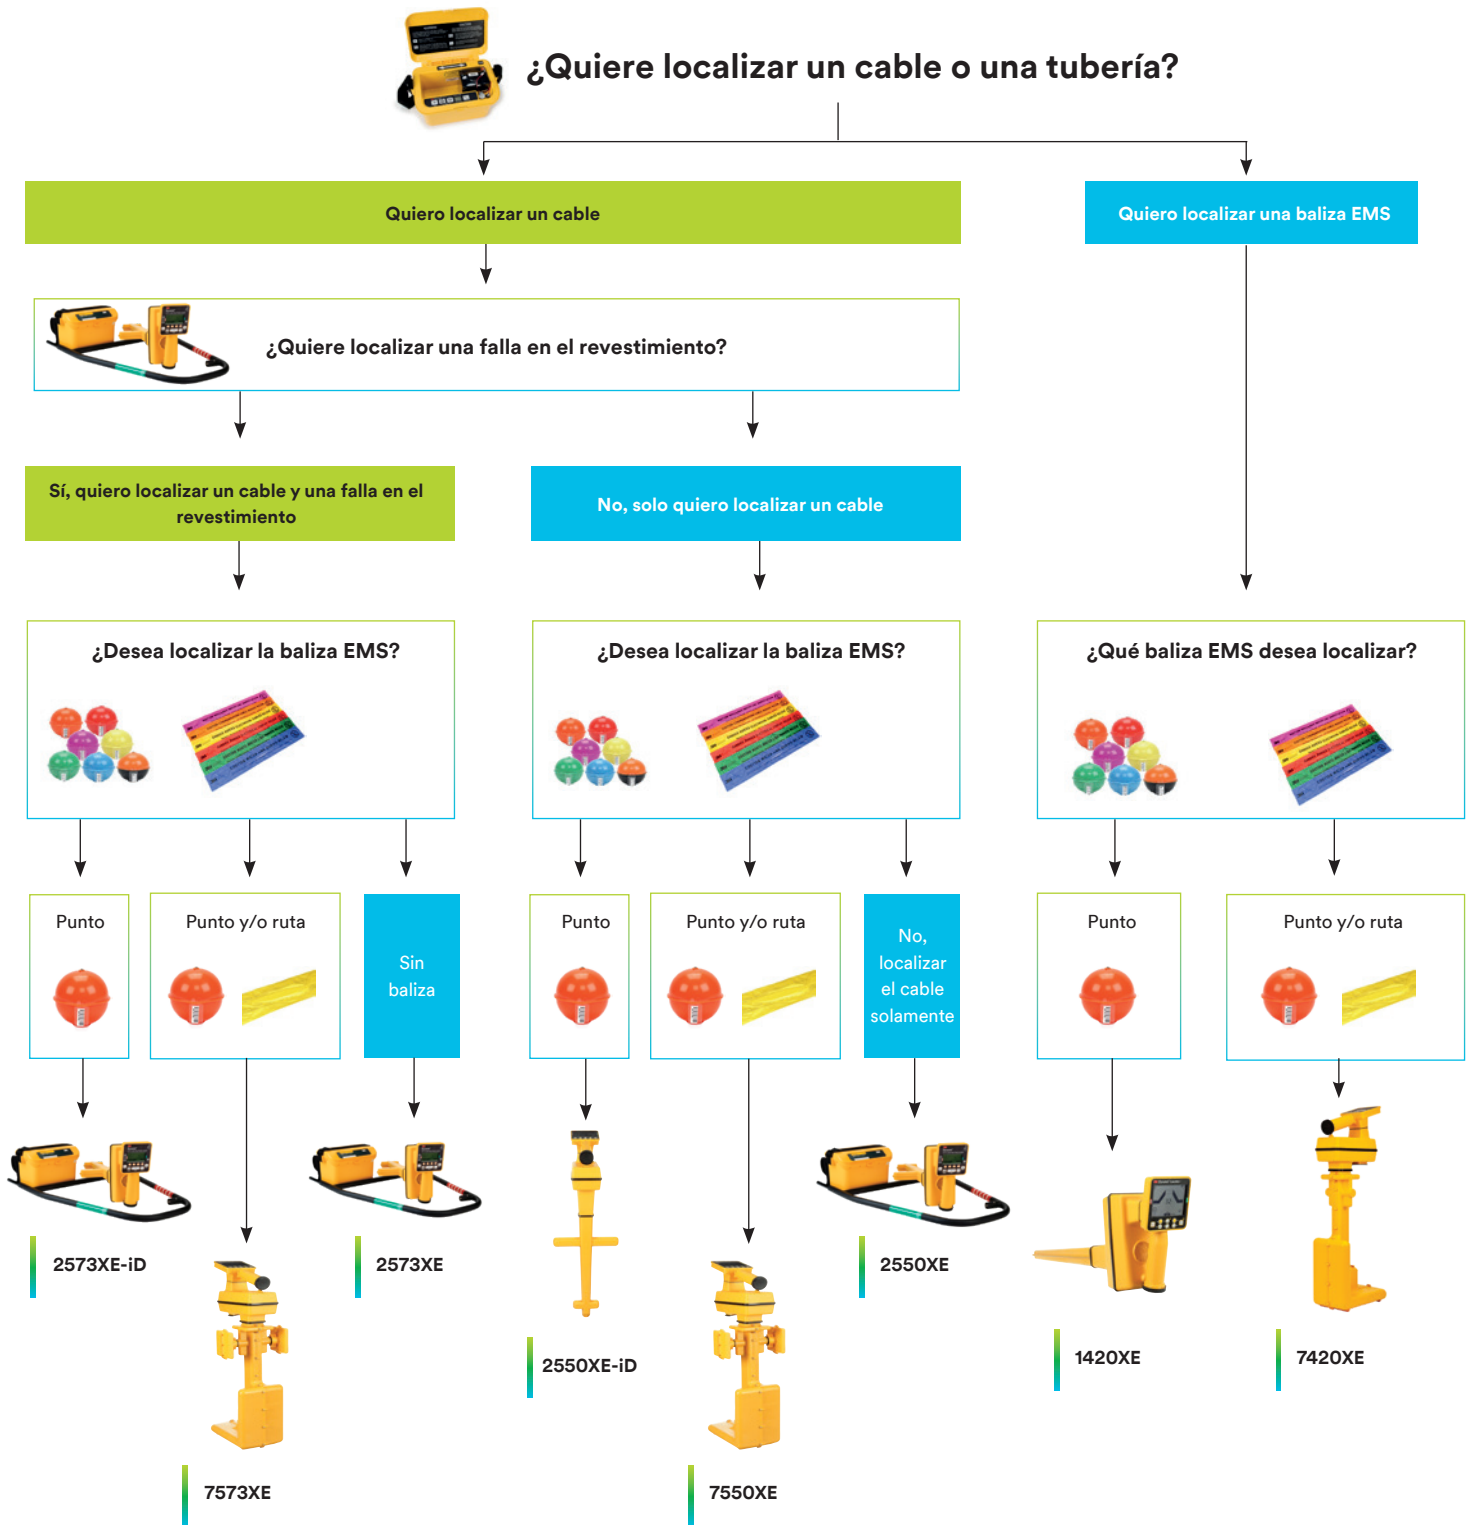 ¿Quiere localizar un cable o una tubería?
Quiero localizar un cable
Quiero localizar una baliza EMS
¿Quiere localizar una falla en el revestimiento?
Sí, quiero localizar un cable y una falla en el
revestimiento
No, solo quiero localizar un cable
¿Desea localizar la baliza EMS?
¿Desea localizar la baliza EMS?
¿Qué baliza EMS desea localizar?
Punto
Punto y/o ruta
Sin
baliza
Punto
Punto y/o ruta
No,
localizar
el cable
solamente
Punto
Punto y/o ruta
2573XE-iD
7573XE
2573XE
2550XE-iD
7550XE
2550XE
1420XE
7420XE